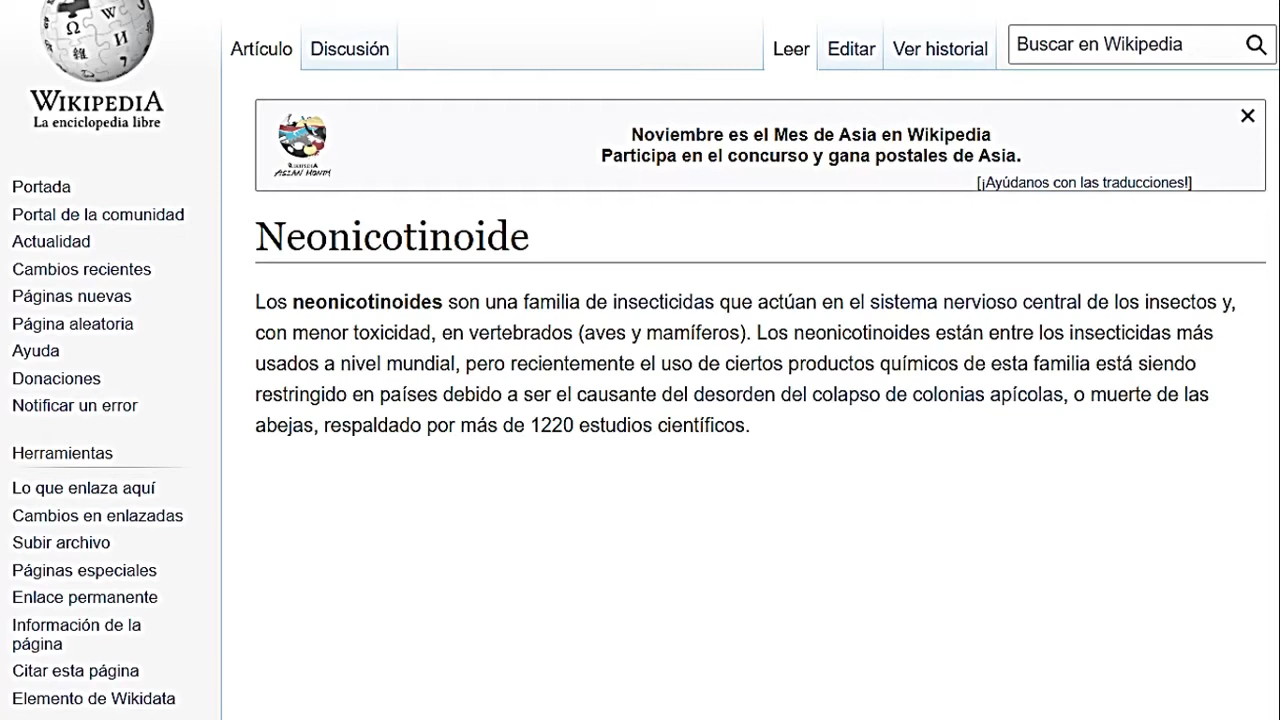 WIKIPEDIA
La enciclopedia libre
Artículo
Discusión
Leer
Editar
Ver historial
Buscar en Wikipedia
Noviembre es el Mes de Asia en Wikipedia
Participa en el concurso y gana postales de Asia.
[¡Ayúdanos con las traducciones!]
WIKIPEDIA
ASIAN MONTH
Portada
Portal de la comunidad
Actualidad
Cambios recientes
Páginas nuevas
Página aleatoria
Ayuda
Donaciones
Notificar un error
Herramientas
Lo que enlaza aquí
Cambios en enlazadas
Subir archivo
Páginas especiales
Enlace permanente
Información de la
página
Citar esta página
Elemento de Wikidata
Neonicotinoide
Los neonicotinoides son una familia de insecticidas que actúan en el sistema nervioso central de los insectos y,
con menor toxicidad, en vertebrados (aves y mamíferos). Los neonicotinoides están entre los insecticidas más
usados a nivel mundial, pero recientemente el uso de ciertos productos químicos de esta familia está siendo
restringido en países debido a ser el causante del desorden del colapso de colonias apícolas, o muerte de las
abejas, respaldado por más de 1220 estudios científicos.